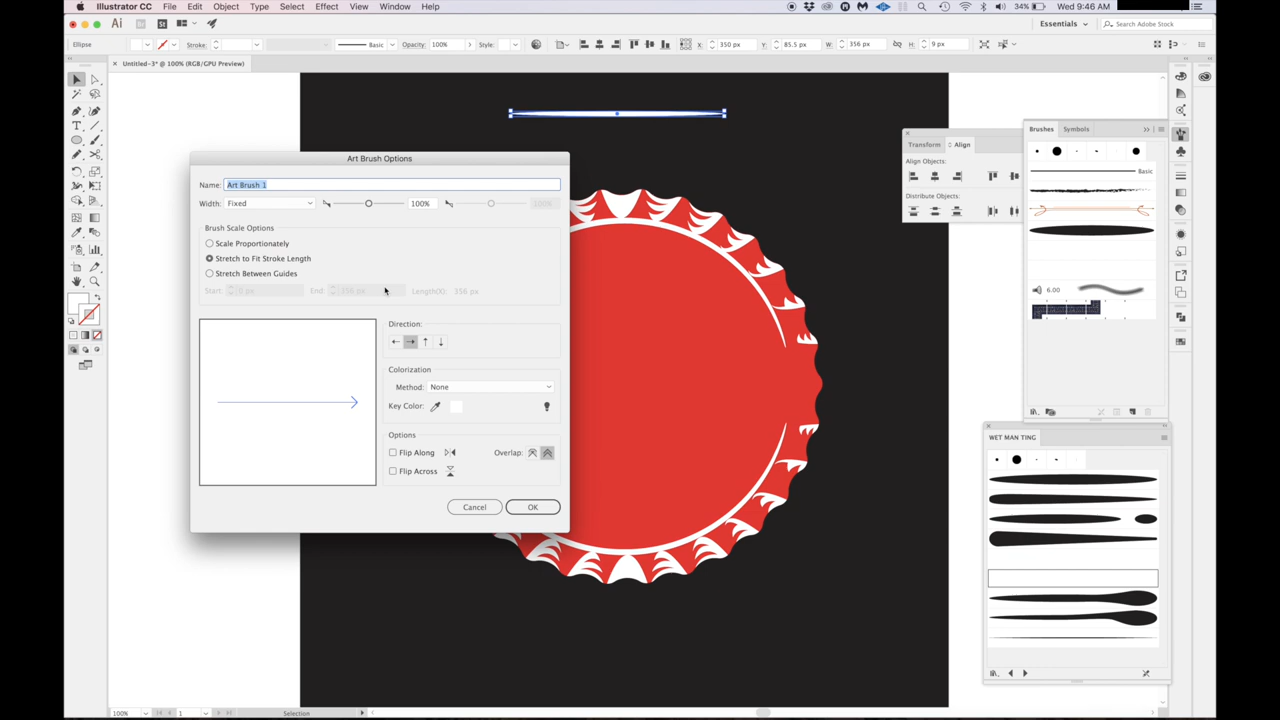 Illustrator CC File Edit Object Type Select Effect View Window Help
34% Wed 9:46 AM
Ai Br St Essentials Search Adobe Stock
Ellipse Stroke: Basic Opacity: 100% Style: X: 350 px Y: 85.5 px W: 356 px H: 9 px
× Untitled-3* @ 100% (RGB/GPU Preview)
Brushes Symbols
Transform Align
Align Objects:
Basic
Distribute Objects:
6.00
Art Brush Options
Name: Art Brush 1
Width: Fixed 100% 100%
Brush Scale Options
Scale Proportionately
Stretch to Fit Stroke Length
Stretch Between Guides
Start: 0 px End: 356 px Length(X): 356 px
Direction:
Colorization
Method: None
Key Color:
Options
Flip Along Overlap:
Flip Across
Cancel OK
WET MAN TING
100% 1 Selection